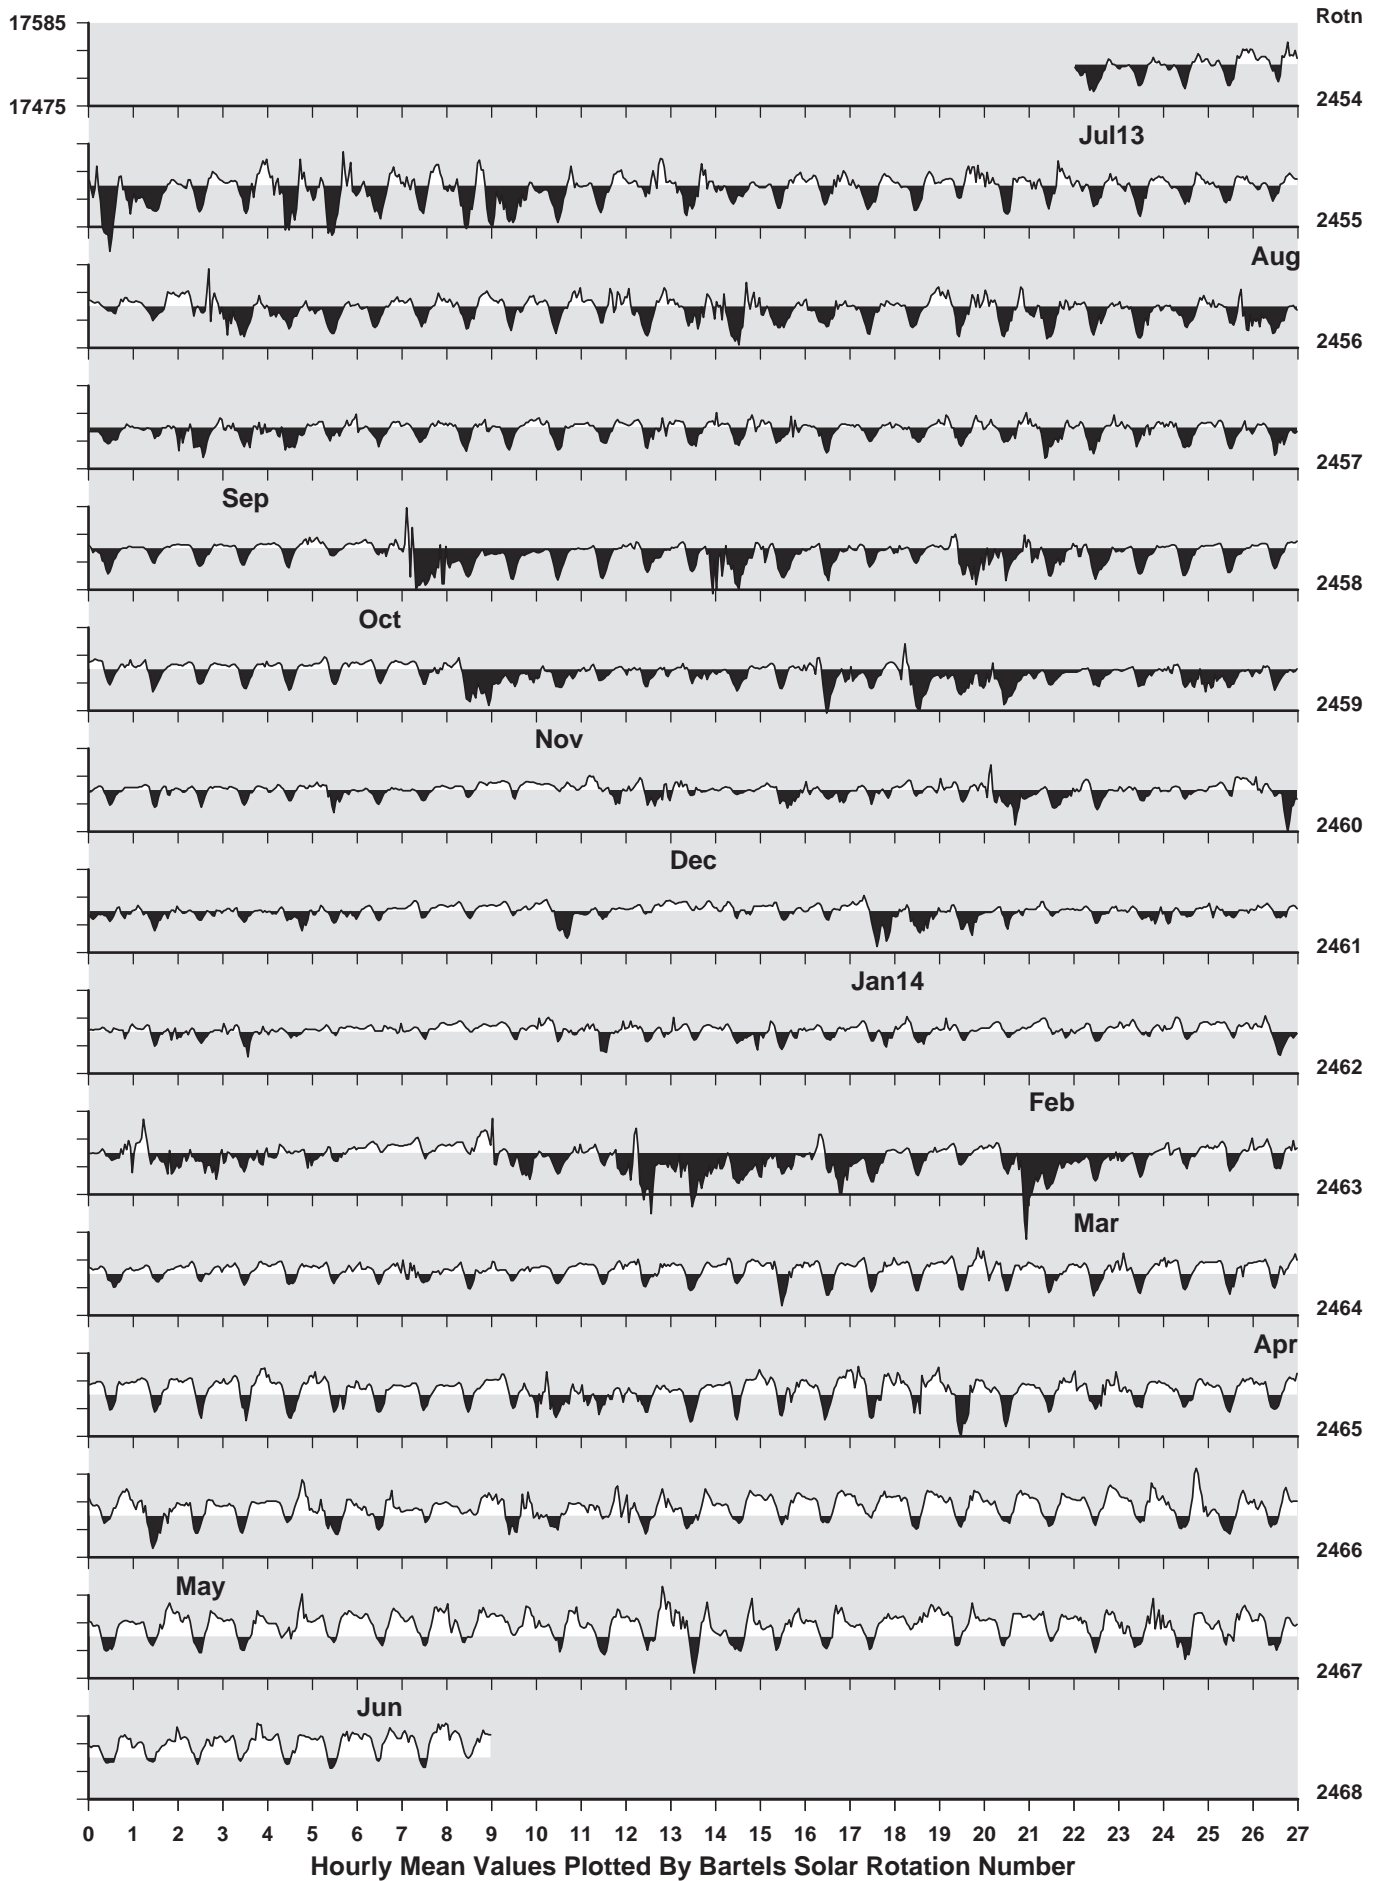 17585
Rotn
17475
2454
Jul13
2455
Aug
2456
2457
Sep
2458
Oct
2459
Nov
2460
Dec
2461
Jan14
2462
Feb
2463
Mar
2464
Apr
2465
2466
May
2467
Jun
2468
0 1 2 3 4 5 6 7 8 9 10 11 12 13 14 15 16 17 18 19 20 21 22 23 24 25 26 27
Hourly Mean Values Plotted By Bartels Solar Rotation Number